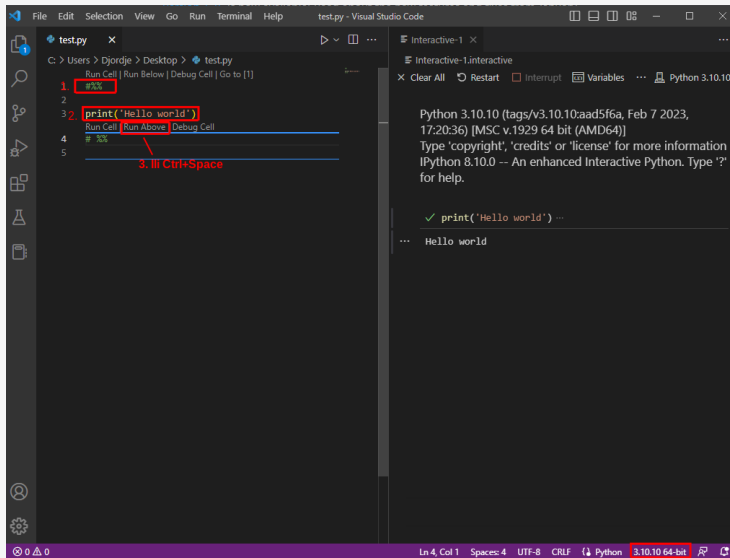 File Edit Selection View Go Run Terminal Help test.py - Visual Studio Code
test.py
Interactive-1
C: > Users > Djordje > Desktop > test.py
Interactive-1.interactive
Run Cell | Run Below | Debug Cell | Go to [1]
Clear All Restart Interrupt Variables ... Python 3.10.10
1. #%%
2
3 2. print('Hello world')
Run Cell | Run Above | Debug Cell
4 # %%
5
3. Ili Ctrl+Space
Python 3.10.10 (tags/v3.10.10:aad5f6a, Feb 7 2023,
17:20:36) [MSC v.1929 64 bit (AMD64)]
Type 'copyright', 'credits' or 'license' for more information
IPython 8.10.0 -- An enhanced Interactive Python. Type '?'
for help.
print('Hello world') ...
... Hello world
1
0 0 Ln 4, Col 1 Spaces: 4 UTF-8 CRLF Python 3.10.10 64-bit